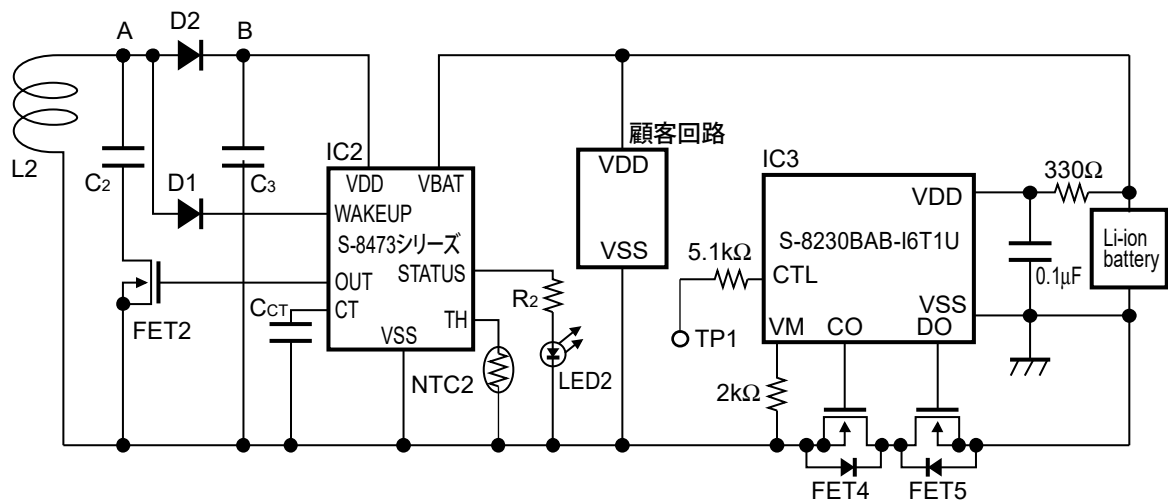 A
D2
B
L2
C2
D1
C3
FET2
IC2
VDD
VBAT
WAKEUP
S-8473シリーズ
STATUS
OUT
CT
TH
VSS
CCT
NTC2
R2
LED2
顧客回路
VDD
VSS
IC3
VDD
S-8230BAB-I6T1U
CTL
VSS
VM
CO
DO
5.1kΩ
TP1
2kΩ
330Ω
0.1μF
Li-ion
battery
FET4
FET5